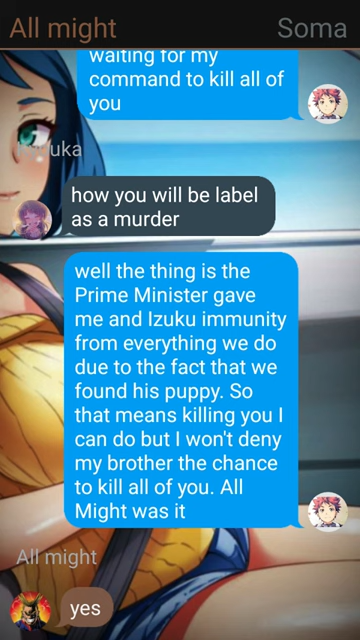 All might
Soma
waiting for my
command to kill all of
you
uka
how you will be label
as a murder
well the thing is the
Prime Minister gave
me and Izuku immunity
from everything we do
due to the fact that we
found his puppy. So
that means killing you I
can do but I won't deny
my brother the chance
to kill all of you. All
Might was it
All might
yes